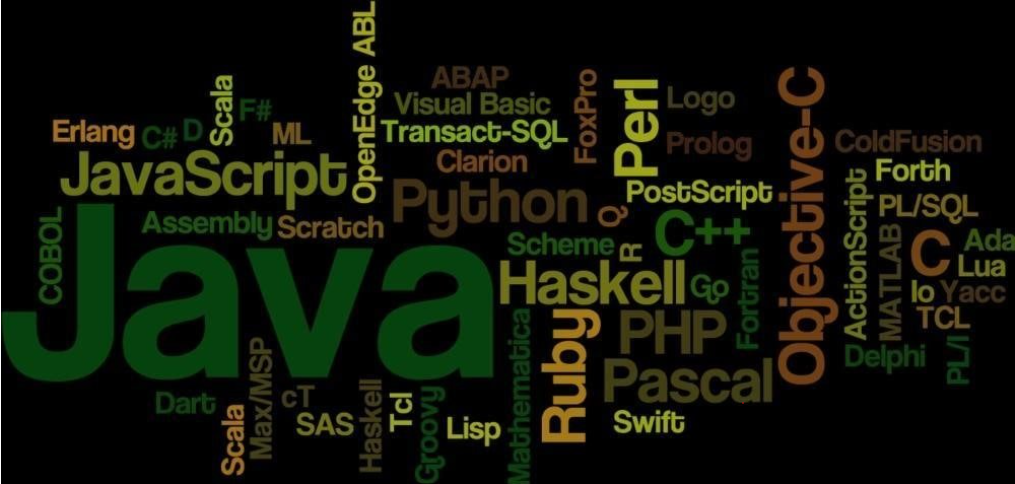 OpenEdge ABL
ABAP
FoxPro
Objective-C
Scala
F#
Visual Basic
Perl
Logo
Erlang
C#
D
ML
Transact-SQL
Prolog
ColdFusion
JavaScript
Clarion
Forth
Python
PostScript
ActionScript
PL/SQL
COBOL
Assembly
Scratch
Q
C++
MATLAB
C
Ada
Java
Scheme
R
Fortran
Lua
Haskell
Go
Io
Yacc
Mathematica
Ruby
PHP
TCL
Max/MSP
Delphi
PL/I
Pascal
Dart
cT
Haskell
Tcl
Groovy
Scala
SAS
Lisp
Swift